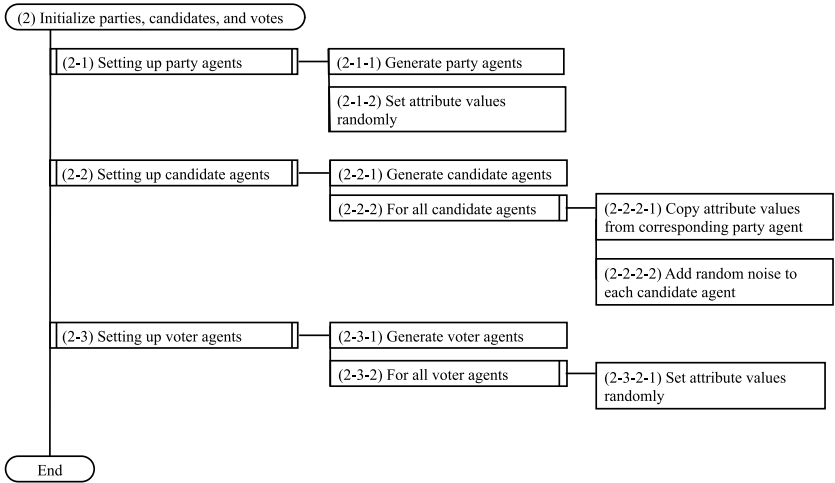 (2) Initialize parties, candidates, and votes
(2-1) Setting up party agents
(2-1-1) Generate party agents
(2-1-2) Set attribute values
randomly
(2-2) Setting up candidate agents
(2-2-1) Generate candidate agents
(2-2-2) For all candidate agents
(2-2-2-1) Copy attribute values
from corresponding party agent
(2-2-2-2) Add random noise to
each candidate agent
(2-3) Setting up voter agents
(2-3-1) Generate voter agents
(2-3-2) For all voter agents
(2-3-2-1) Set attribute values
randomly
End